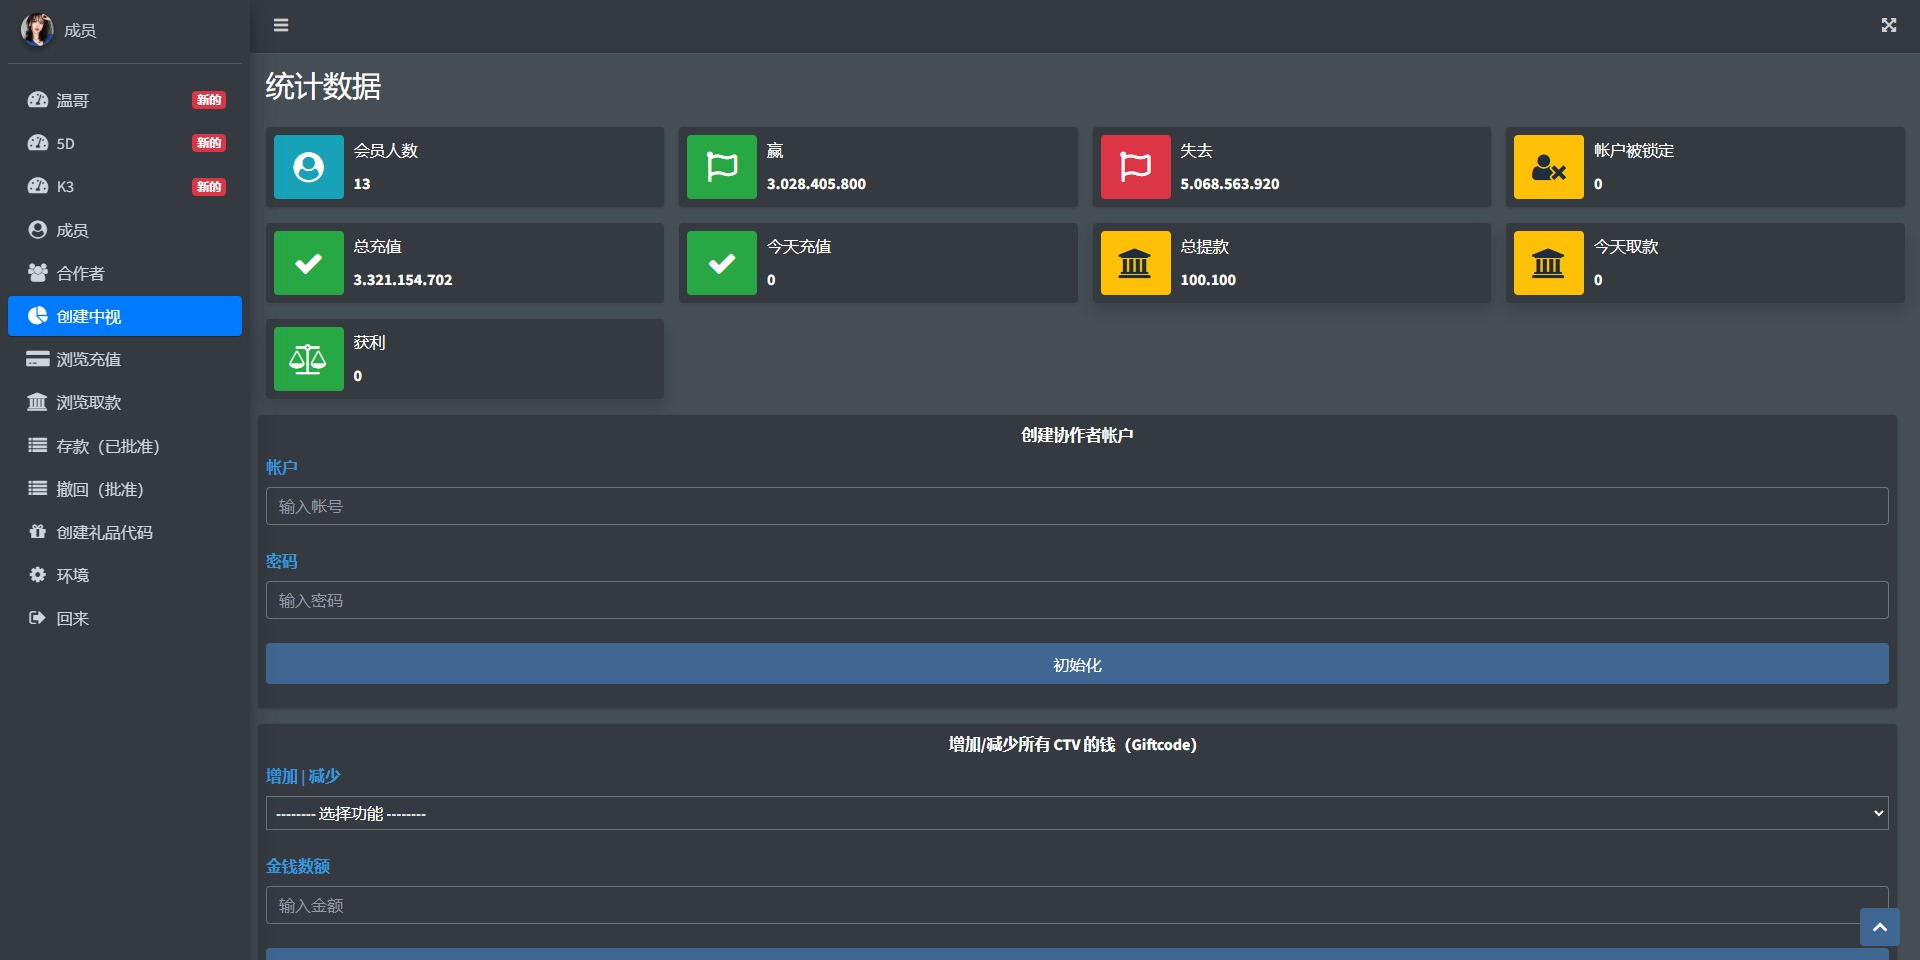 成员
温哥 新的
5D 新的
K3 新的
成员
合作者
创建中视
浏览充值
浏览取款
存款（已批准）
撤回（批准）
创建礼品代码
环境
回来
统计数据
会员人数
13
赢
3.028.405.800
失去
5.068.563.920
帐户被锁定
0
总充值
3.321.154.702
今天充值
0
总提款
100.100
今天取款
0
获利
0
创建协作者帐户
帐户
输入帐号
密码
输入密码
初始化
增加/减少所有 CTV 的钱（Giftcode）
增加 | 减少
-------- 选择功能 --------
金钱数额
输入金额